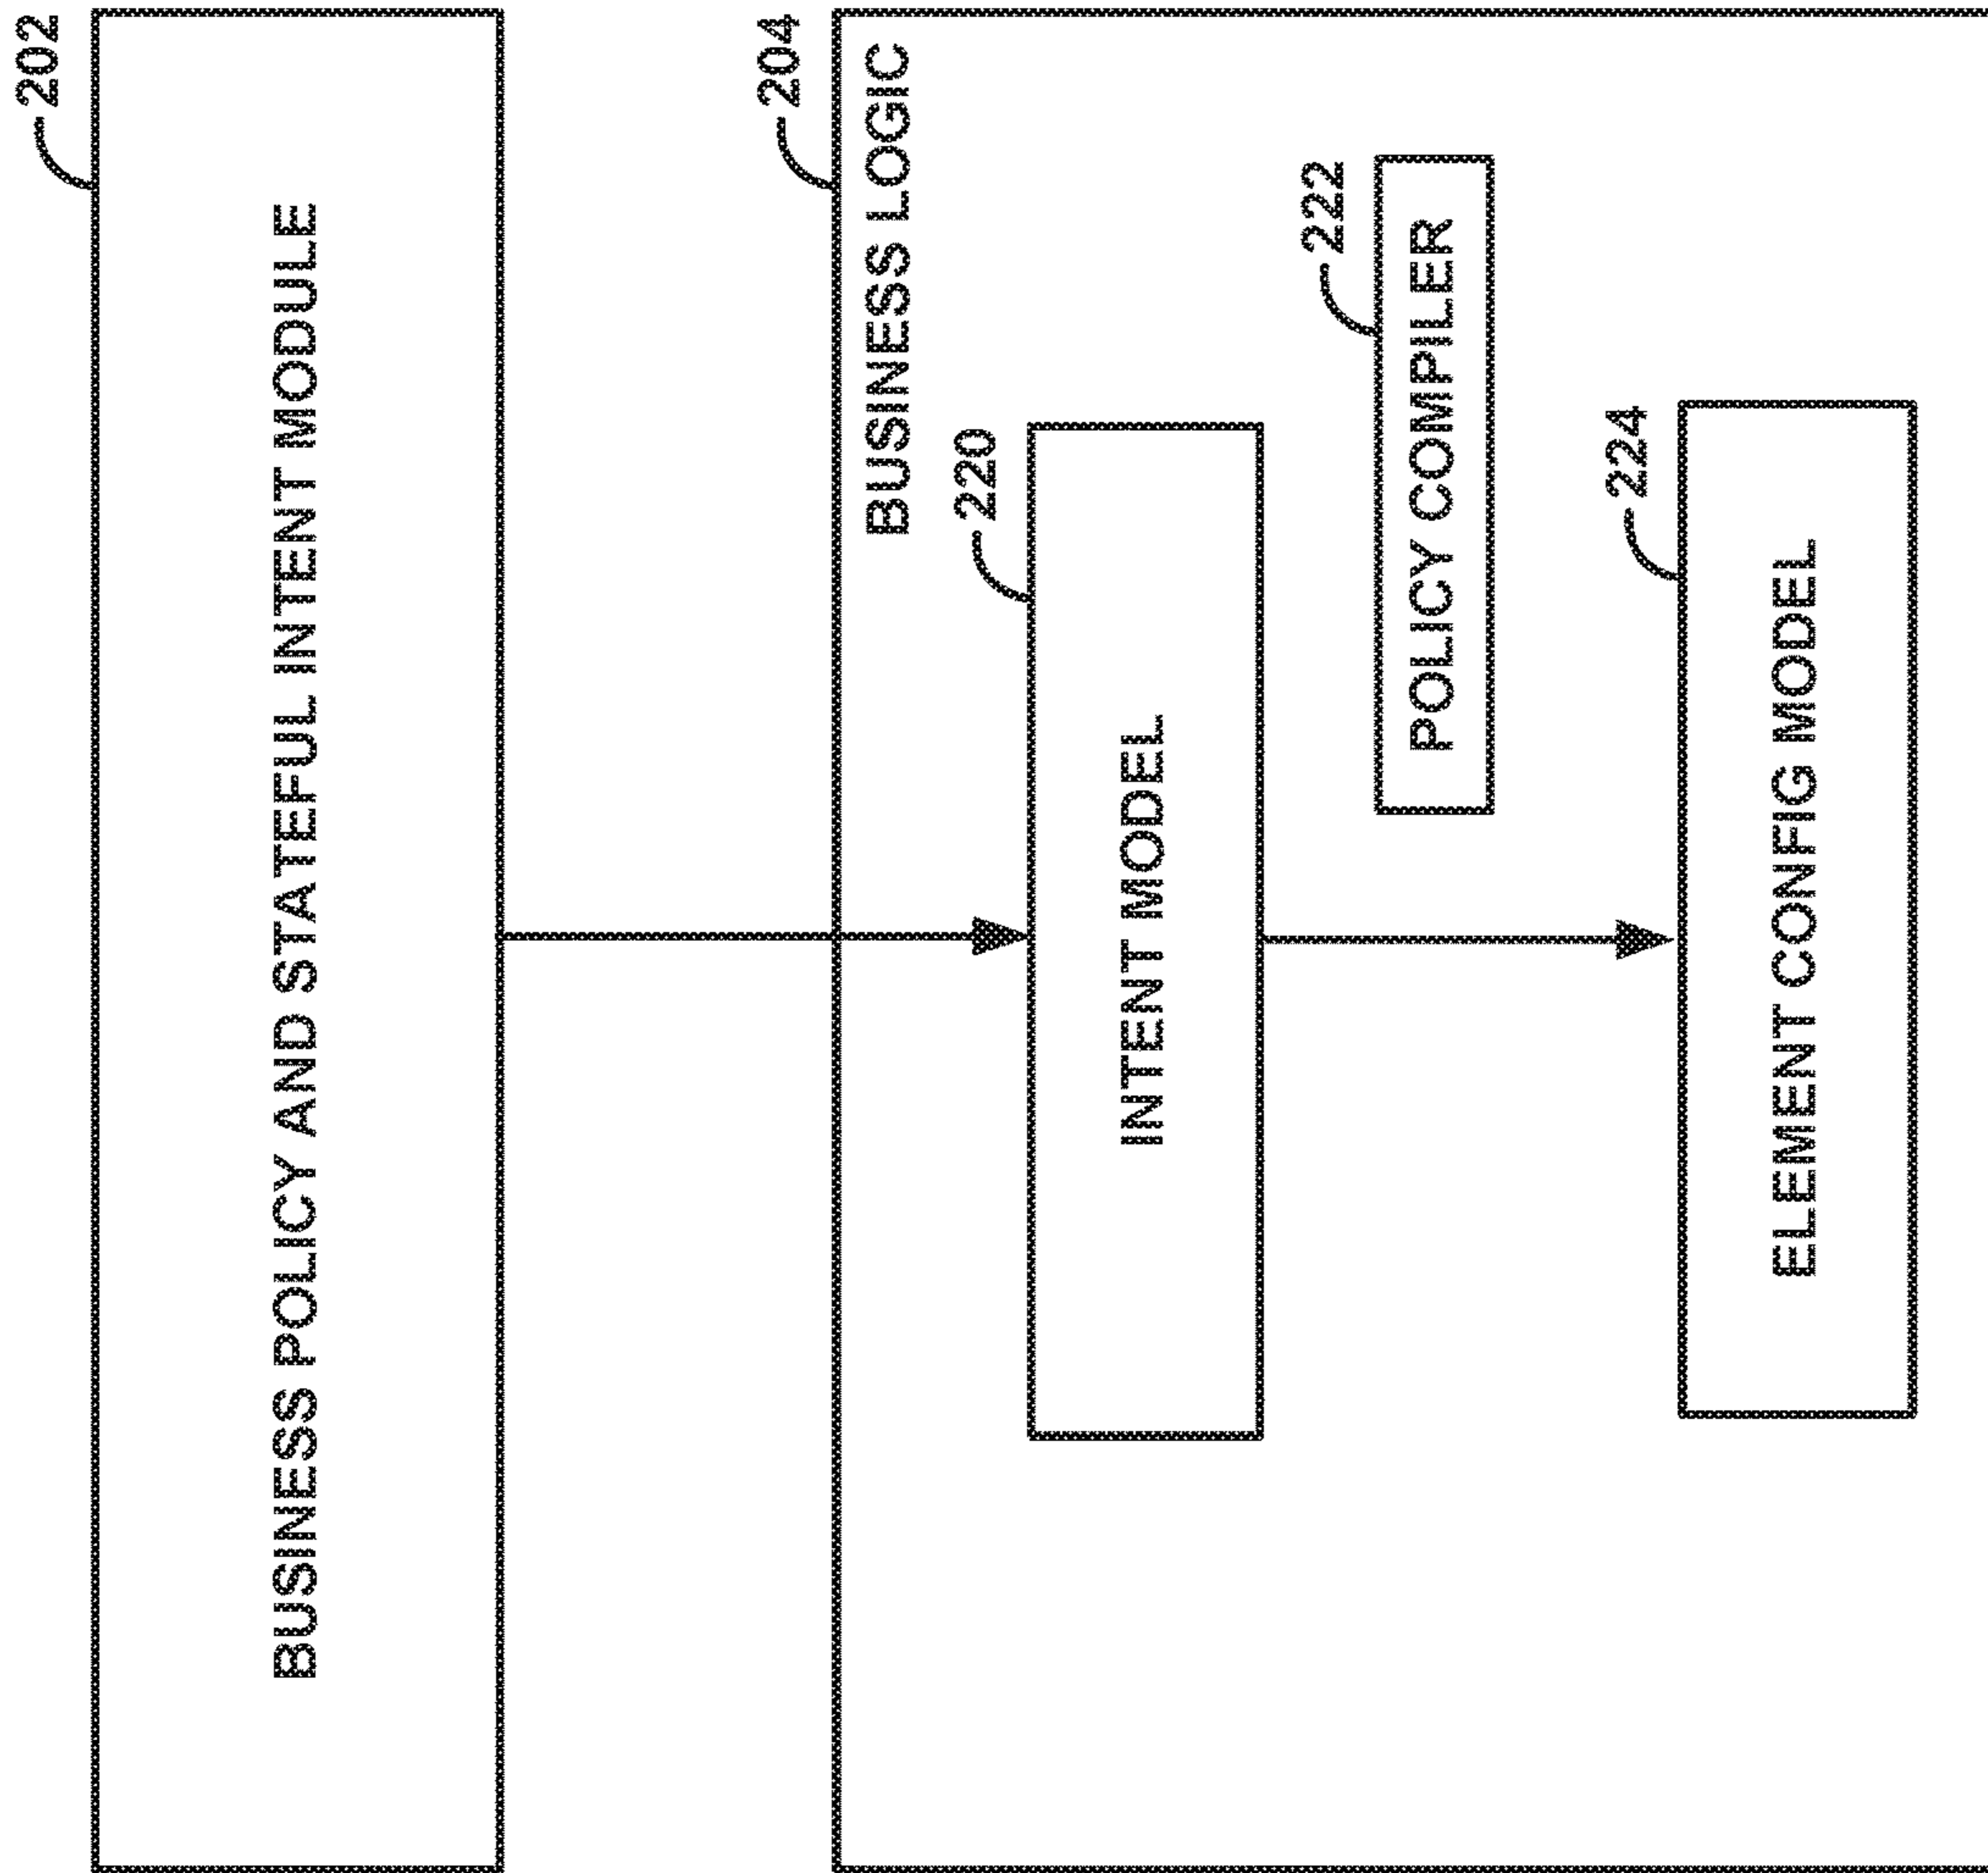 202
BUSINESS POLICY AND STATEFUL INTENT MODULE
204
BUSINESS LOGIC
220
INTENT MODEL
222
POLICY COMPILER
224
ELEMENT CONFIG MODEL